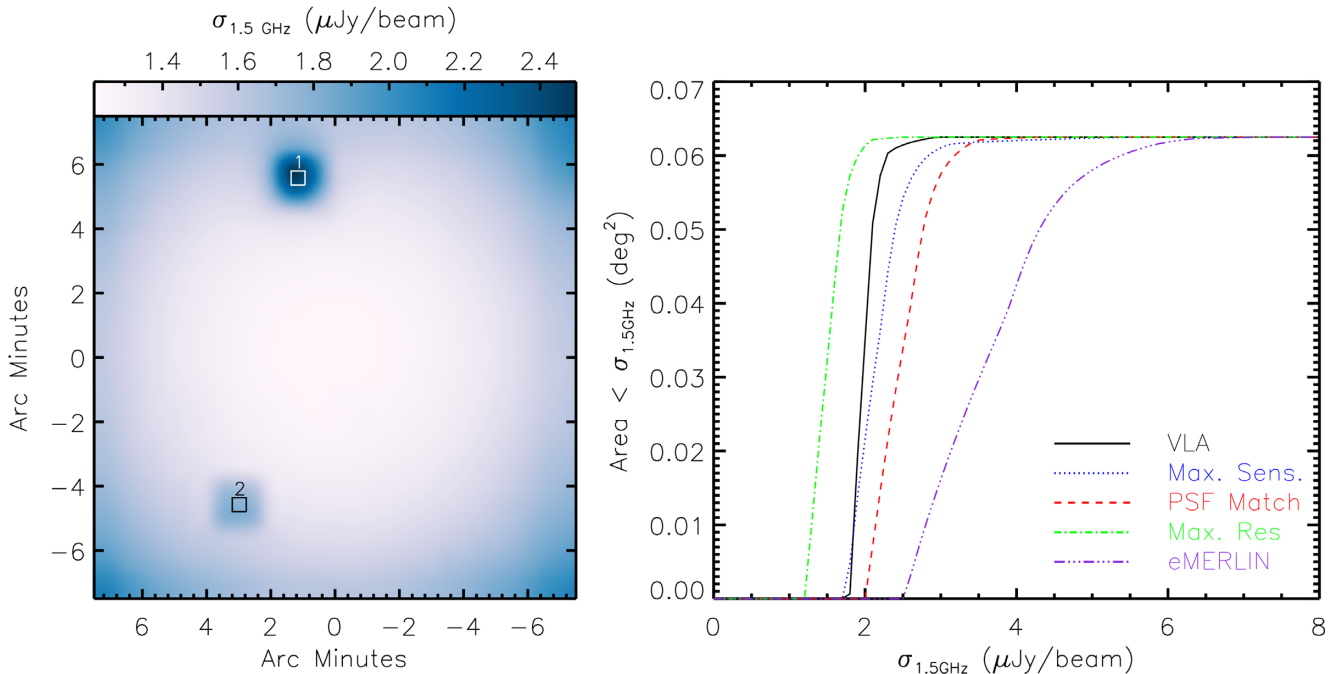 σ1.5 GHz (μJy/beam)
1.4 1.6 1.8 2.0 2.2 2.4
Arc Minutes
6
4
2
0
−2
−4
−6
1
2
6 4 2 0 −2 −4 −6
Arc Minutes
Area < σ1.5GHz (deg²)
0.07
0.06
0.05
0.04
0.03
0.02
0.01
0.00
VLA
Max. Sens.
PSF Match
Max. Res
eMERLIN
0 2 4 6 8
σ1.5GHz (μJy/beam)